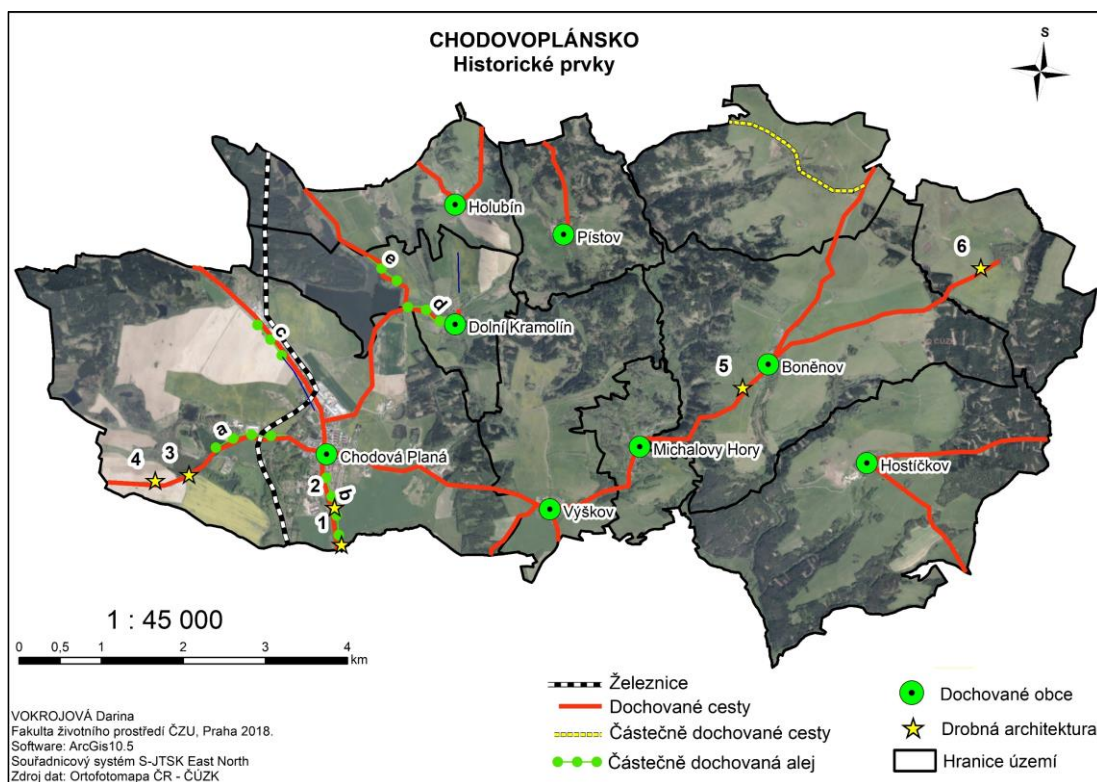 CHODOVOPLÁNSKO
Historické prvky
S
Holubín
Pístov
6
e
d
Dolní Kramolín
c
5
Boněnov
a
4
3
Chodová Planá
Michalovy Hory
Hostíčkov
2
b
1
Výškov
1 : 45 000
0 0,5 1 2 3 4
km
Železnice
Dochované cesty
Částečně dochované cesty
Částečně dochovaná alej
Dochované obce
Drobná architektura
Hranice území
VOKROJOVÁ Darina
Fakulta životního prostředí ČZU, Praha 2018.
Software: ArcGis10.5
Souřadnicový systém S-JTSK East North
Zdroj dat: Ortofotomapa ČR - ČÚZK